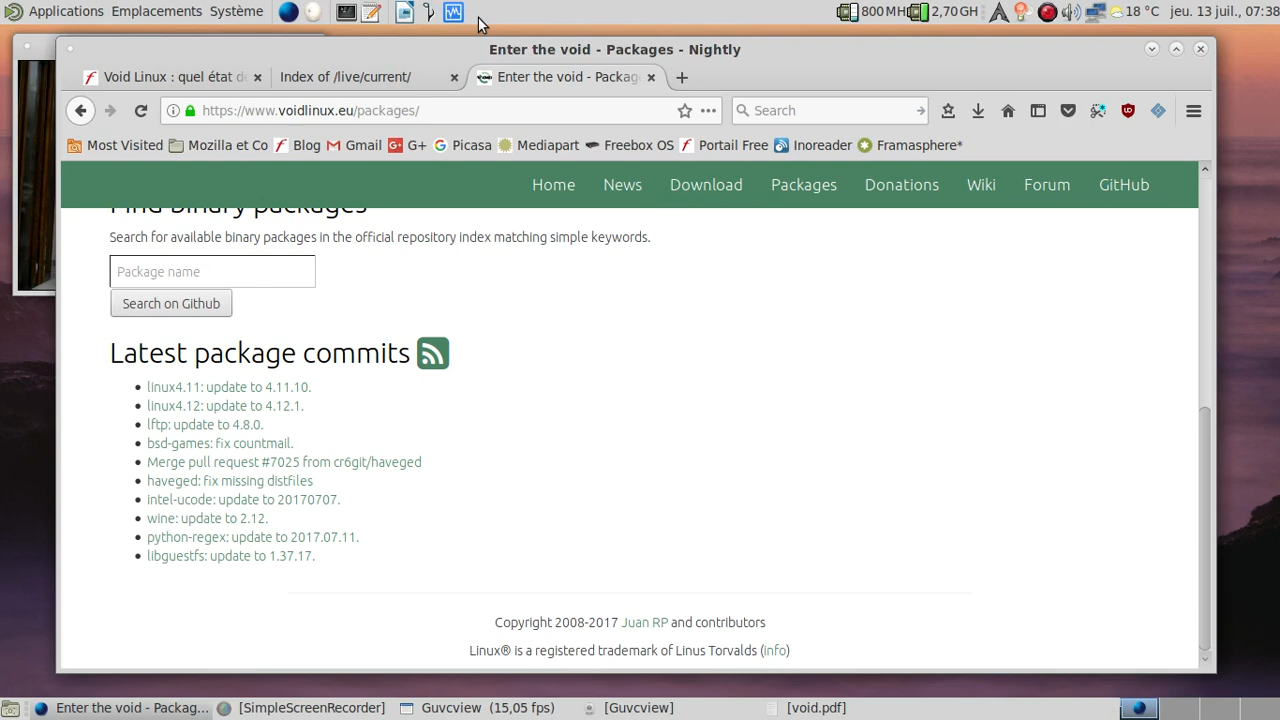 Applications Emplacements Système 800 MH 2,70 GH 18 °C jeu. 13 juil., 07:38
Enter the void - Packages - Nightly
Void Linux : quel état de Index of /live/current/ Enter the void - Packag
https://www.voidlinux.eu/packages/ Search
Most Visited Mozilla et Co Blog Gmail G+ Picasa Mediapart Freebox OS Portail Free Inoreader Framasphere*
Home News Download Packages Donations Wiki Forum GitHub
Find binary packages
Search for available binary packages in the official repository index matching simple keywords.
Package name
Search on Github
Latest package commits
linux4.11: update to 4.11.10.
linux4.12: update to 4.12.1.
lftp: update to 4.8.0.
bsd-games: fix countmail.
Merge pull request #7025 from cr6git/haveged
haveged: fix missing distfiles
intel-ucode: update to 20170707.
wine: update to 2.12.
python-regex: update to 2017.07.11.
libguestfs: update to 1.37.17.
Copyright 2008-2017 Juan RP and contributors
Linux® is a registered trademark of Linus Torvalds (info)
Enter the void - Packag... [SimpleScreenRecorder] Guvcview (15,05 fps) [Guvcview] [void.pdf]